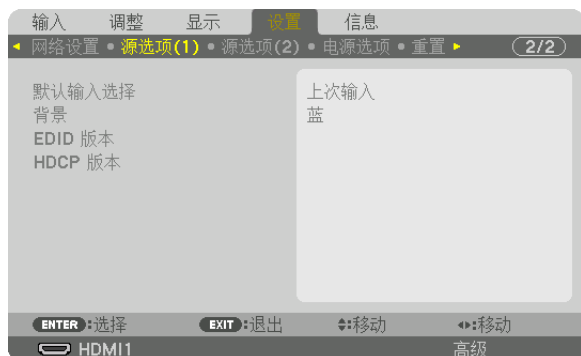 输入 调整 显示 设置 信息
网络设置 • 源选项(1) • 源选项(2) • 电源选项 • 重置 2/2
默认输入选择 上次输入
背景 蓝
EDID 版本
HDCP 版本
ENTER:选择 EXIT:退出 :移动 :移动
HDMI1 高级